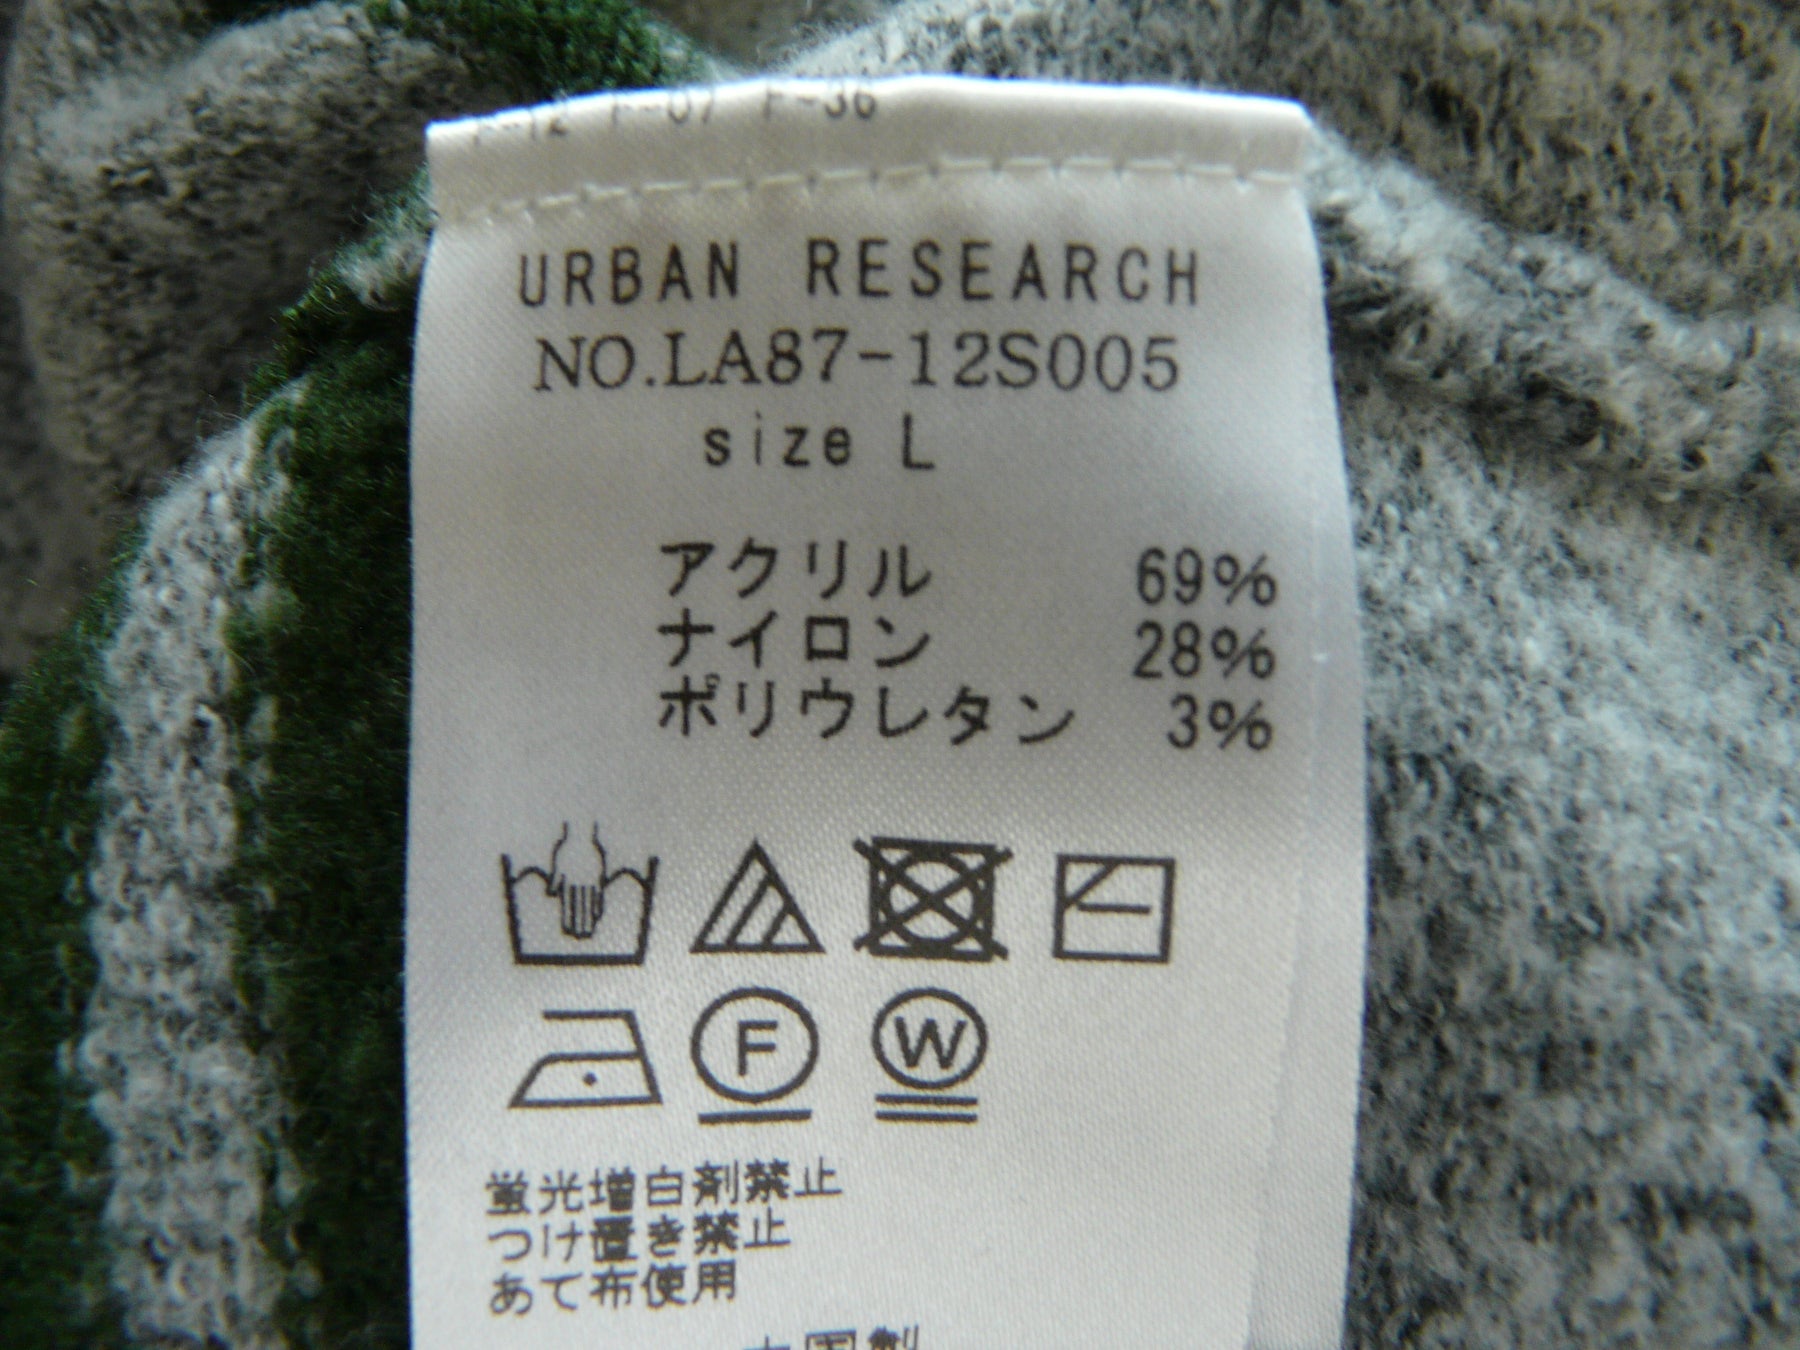 F-36
URBAN RESEARCH
NO.LA87-12S005
size L
アクリル 69%
ナイロン 28%
ポリウレタン 3%
F
W
蛍光増白剤禁止
つけ置き禁止
あて布使用